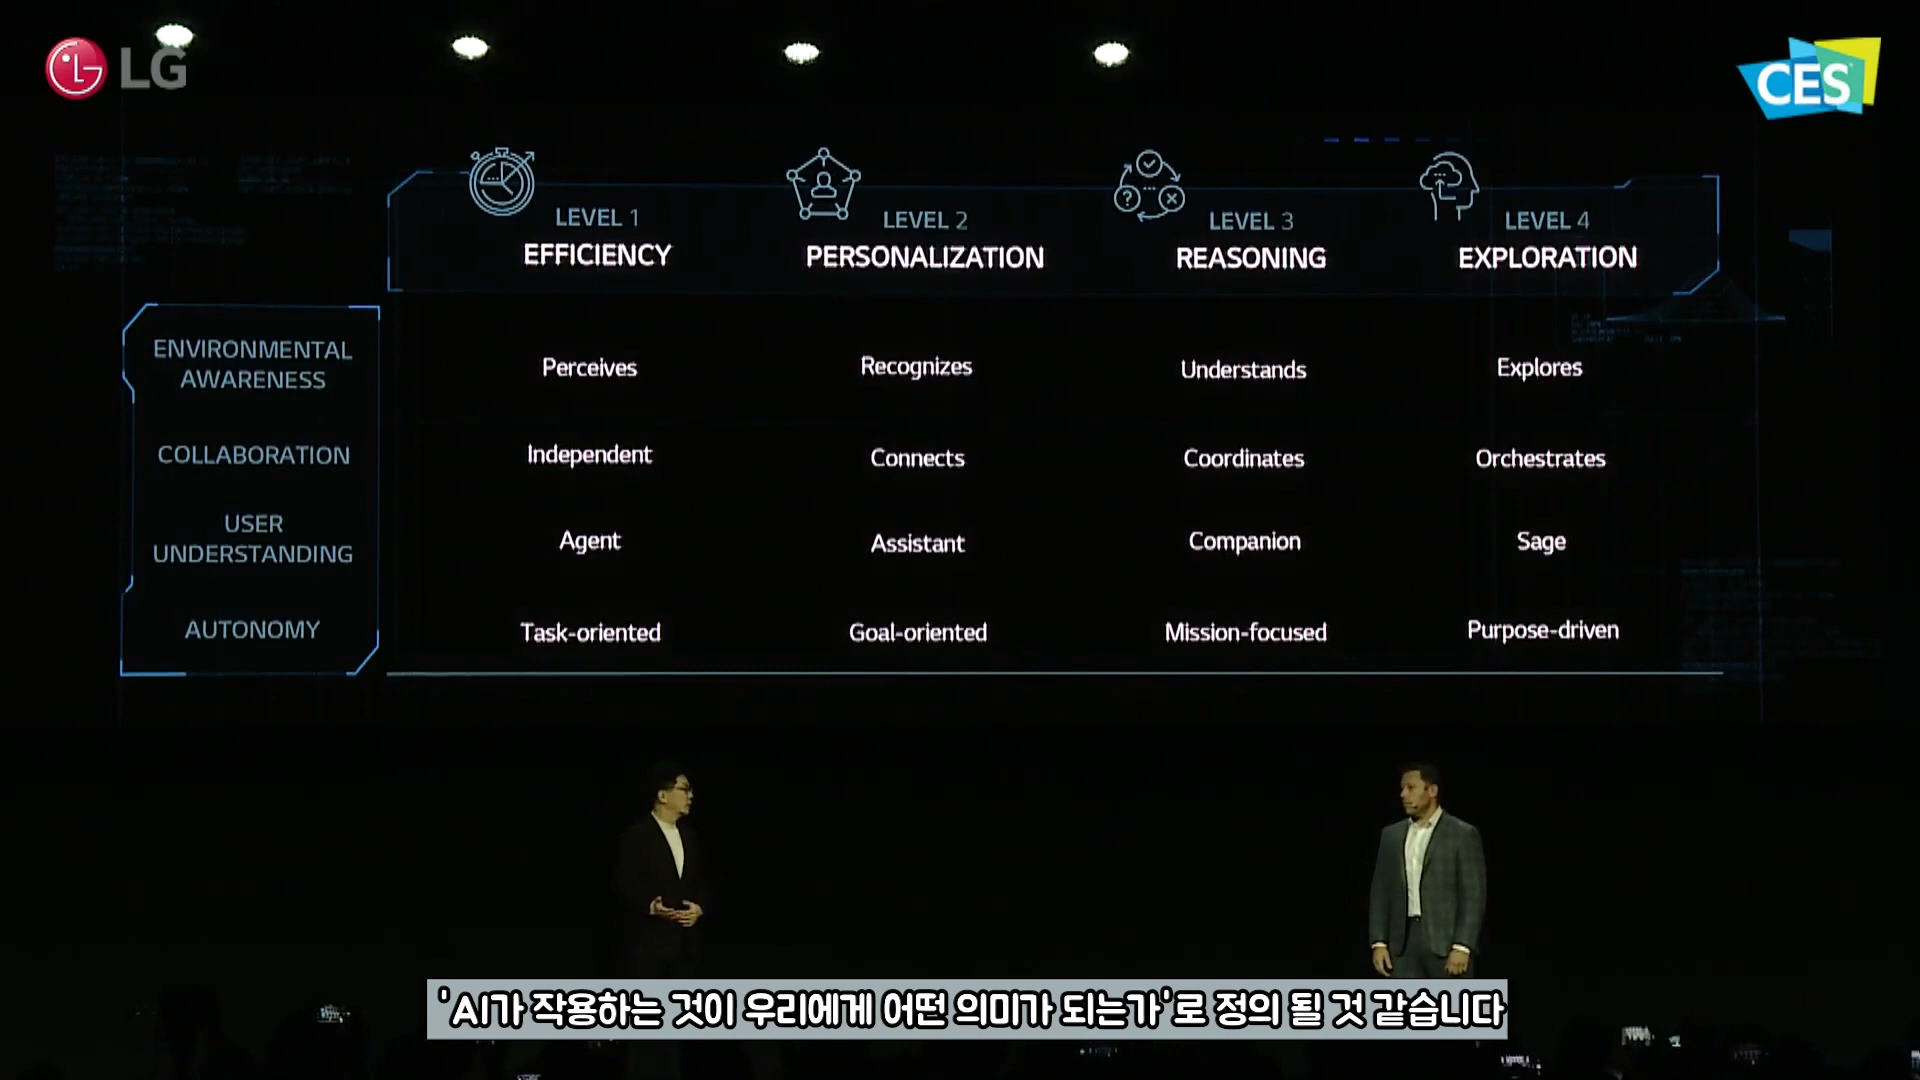 LG
CES
LEVEL 1
EFFICIENCY
LEVEL 2
PERSONALIZATION
LEVEL 3
REASONING
LEVEL 4
EXPLORATION
ENVIRONMENTAL
AWARENESS
Perceives
Recognizes
Understands
Explores
COLLABORATION
Independent
Connects
Coordinates
Orchestrates
USER
UNDERSTANDING
Agent
Assistant
Companion
Sage
AUTONOMY
Task-oriented
Goal-oriented
Mission-focused
Purpose-driven
'AI가 작용하는 것이 우리에게 어떤 의미가 되는가'로 정의 될 것 같습니다